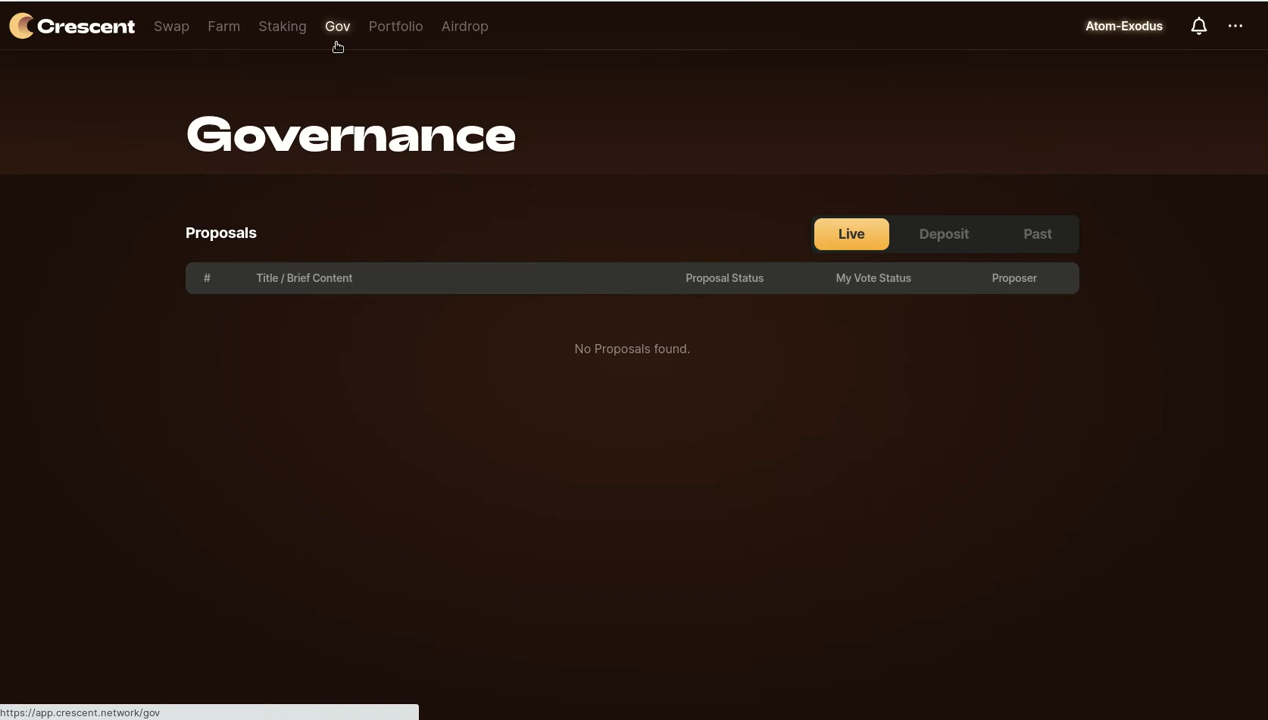 Crescent Swap Farm Staking Gov Portfolio Airdrop Atom-Exodus
Governance
Proposals Live Deposit Past
# Title / Brief Content Proposal Status My Vote Status Proposer
No Proposals found.
https://app.crescent.network/gov